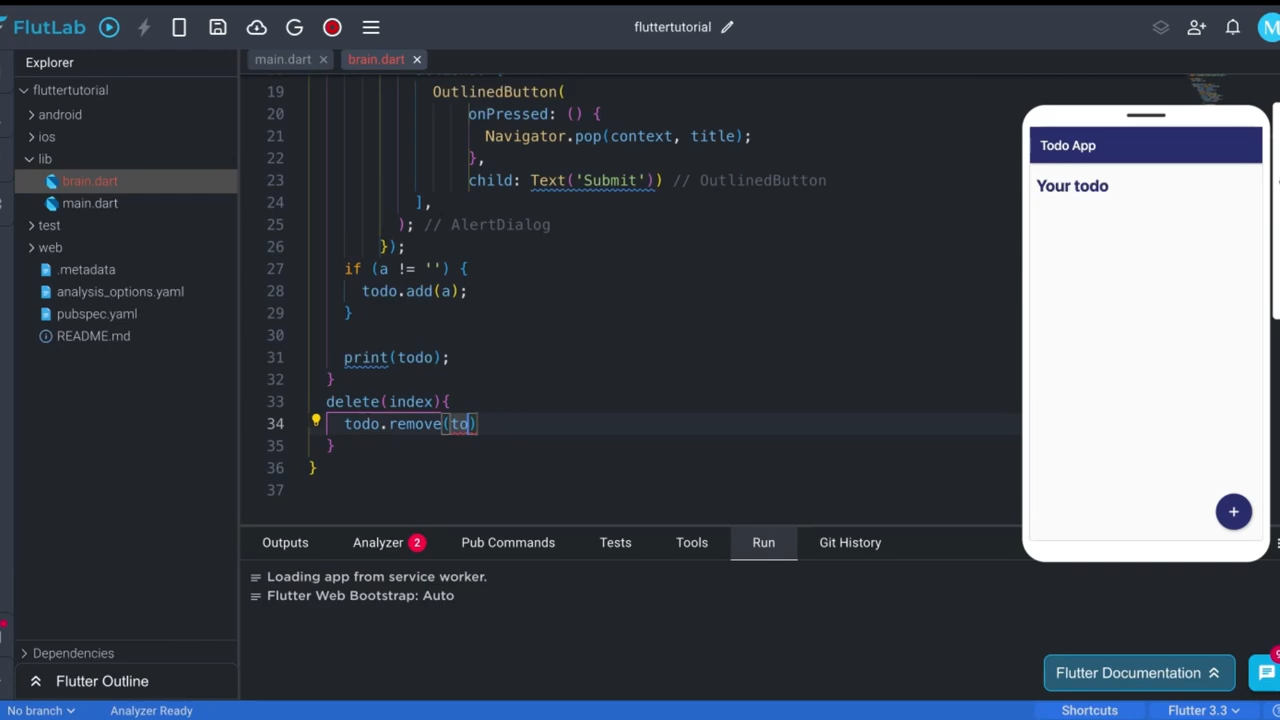 FlutLab
fluttertutorial
Explorer
main.dart
brain.dart
fluttertutorial
android
ios
lib
brain.dart
main.dart
test
web
.metadata
analysis_options.yaml
pubspec.yaml
README.md
Dependencies
Flutter Outline
19 OutlinedButton(
20 onPressed: () {
21 Navigator.pop(context, title);
22 },
23 child: Text('Submit')) // OutlinedButton
24 ],
25 ); // AlertDialog
26 });
27 if (a != '') {
28 todo.add(a);
29 }
30
31 print(todo);
32 }
33 delete(index){
34 todo.remove(to)
35 }
36 }
37
Todo App
Your todo
+
Outputs Analyzer 2 Pub Commands Tests Tools Run Git History
Loading app from service worker.
Flutter Web Bootstrap: Auto
Flutter Documentation
No branch Analyzer Ready Shortcuts Flutter 3.3